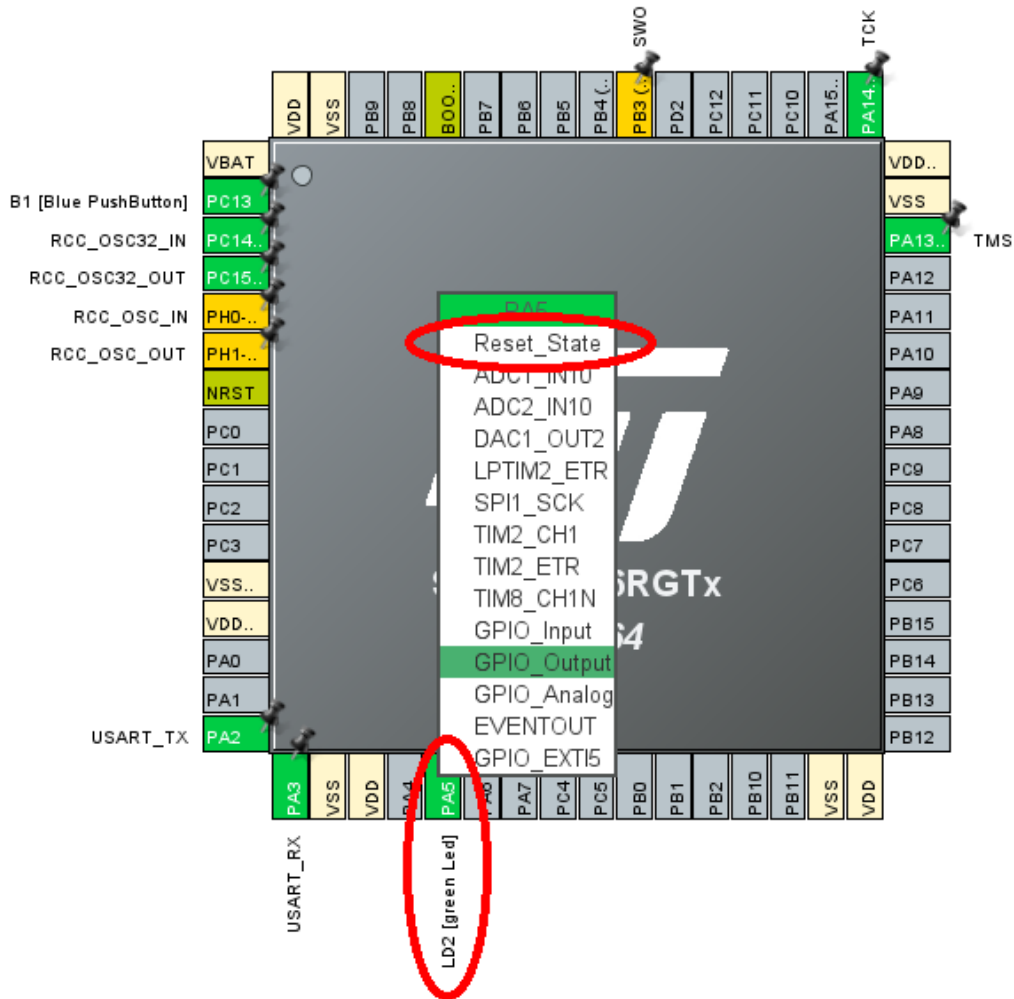 SWO
TCK
VDD
VSS
PB9
PB8
BOO..
PB7
PB6
PB5
PB4 (..
PB3 (..
PD2
PC12
PC11
PC10
PA15..
PA14..
VBAT
B1 [Blue PushButton] PC13
RCC_OSC32_IN PC14..
RCC_OSC32_OUT PC15..
RCC_OSC_IN PH0-..
RCC_OSC_OUT PH1-..
NRST
PC0
PC1
PC2
PC3
VSS..
VDD..
PA0
PA1
USART_TX PA2
PA5
Reset_State
ADC1_IN10
ADC2_IN10
DAC1_OUT2
LPTIM2_ETR
SPI1_SCK
TIM2_CH1
TIM2_ETR
TIM8_CH1N
GPIO_Input
GPIO_Output
GPIO_Analog
EVENTOUT
GPIO_EXTI5
6RGTx
64
VDD..
VSS
PA13.. TMS
PA12
PA11
PA10
PA9
PA8
PC9
PC8
PC7
PC6
PB15
PB14
PB13
PB12
PA3
VSS
VDD
PA4
PA5
PA6
PA7
PC4
PC5
PB0
PB1
PB2
PB10
PB11
VSS
VDD
USART_RX
LD2 [green Led]